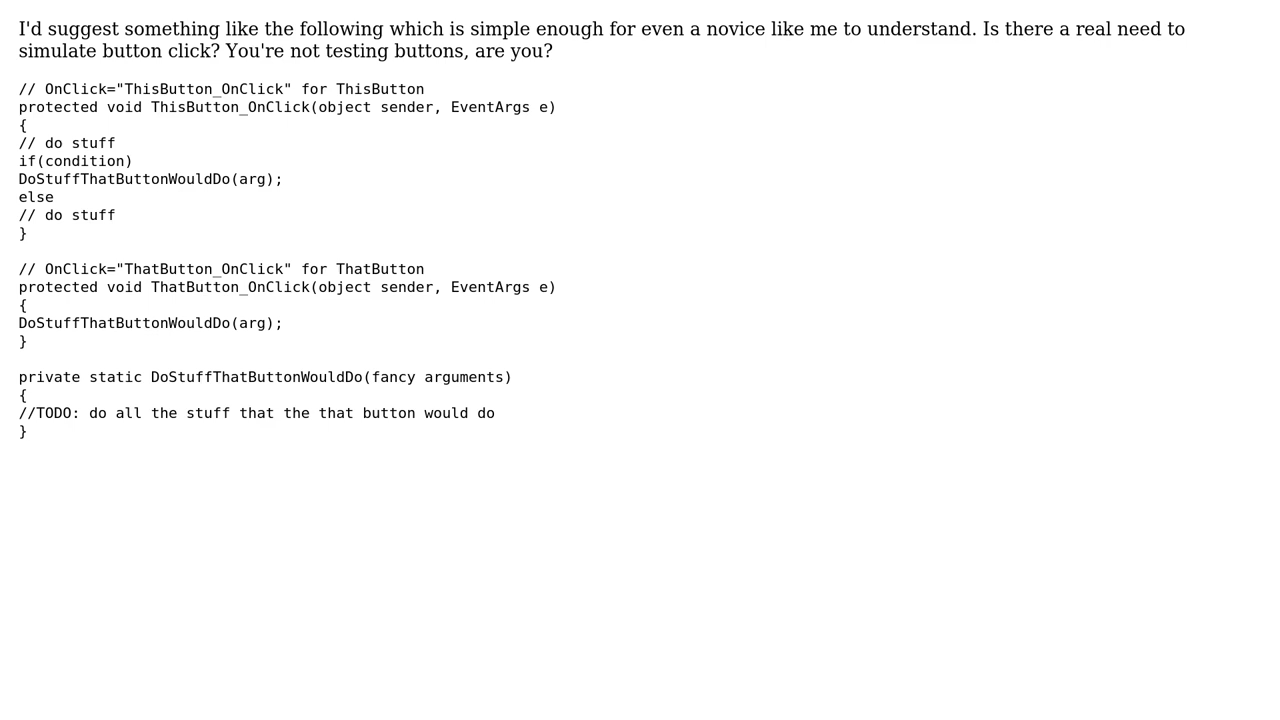 I'd suggest something like the following which is simple enough for even a novice like me to understand. Is there a real need to
simulate button click? You're not testing buttons, are you?
// OnClick="ThisButton_OnClick" for ThisButton
protected void ThisButton_OnClick(object sender, EventArgs e)
{
// do stuff
if(condition)
DoStuffThatButtonWouldDo(arg);
else
// do stuff
}
// OnClick="ThatButton_OnClick" for ThatButton
protected void ThatButton_OnClick(object sender, EventArgs e)
{
DoStuffThatButtonWouldDo(arg);
}
private static DoStuffThatButtonWouldDo(fancy arguments)
{
//TODO: do all the stuff that the that button would do
}